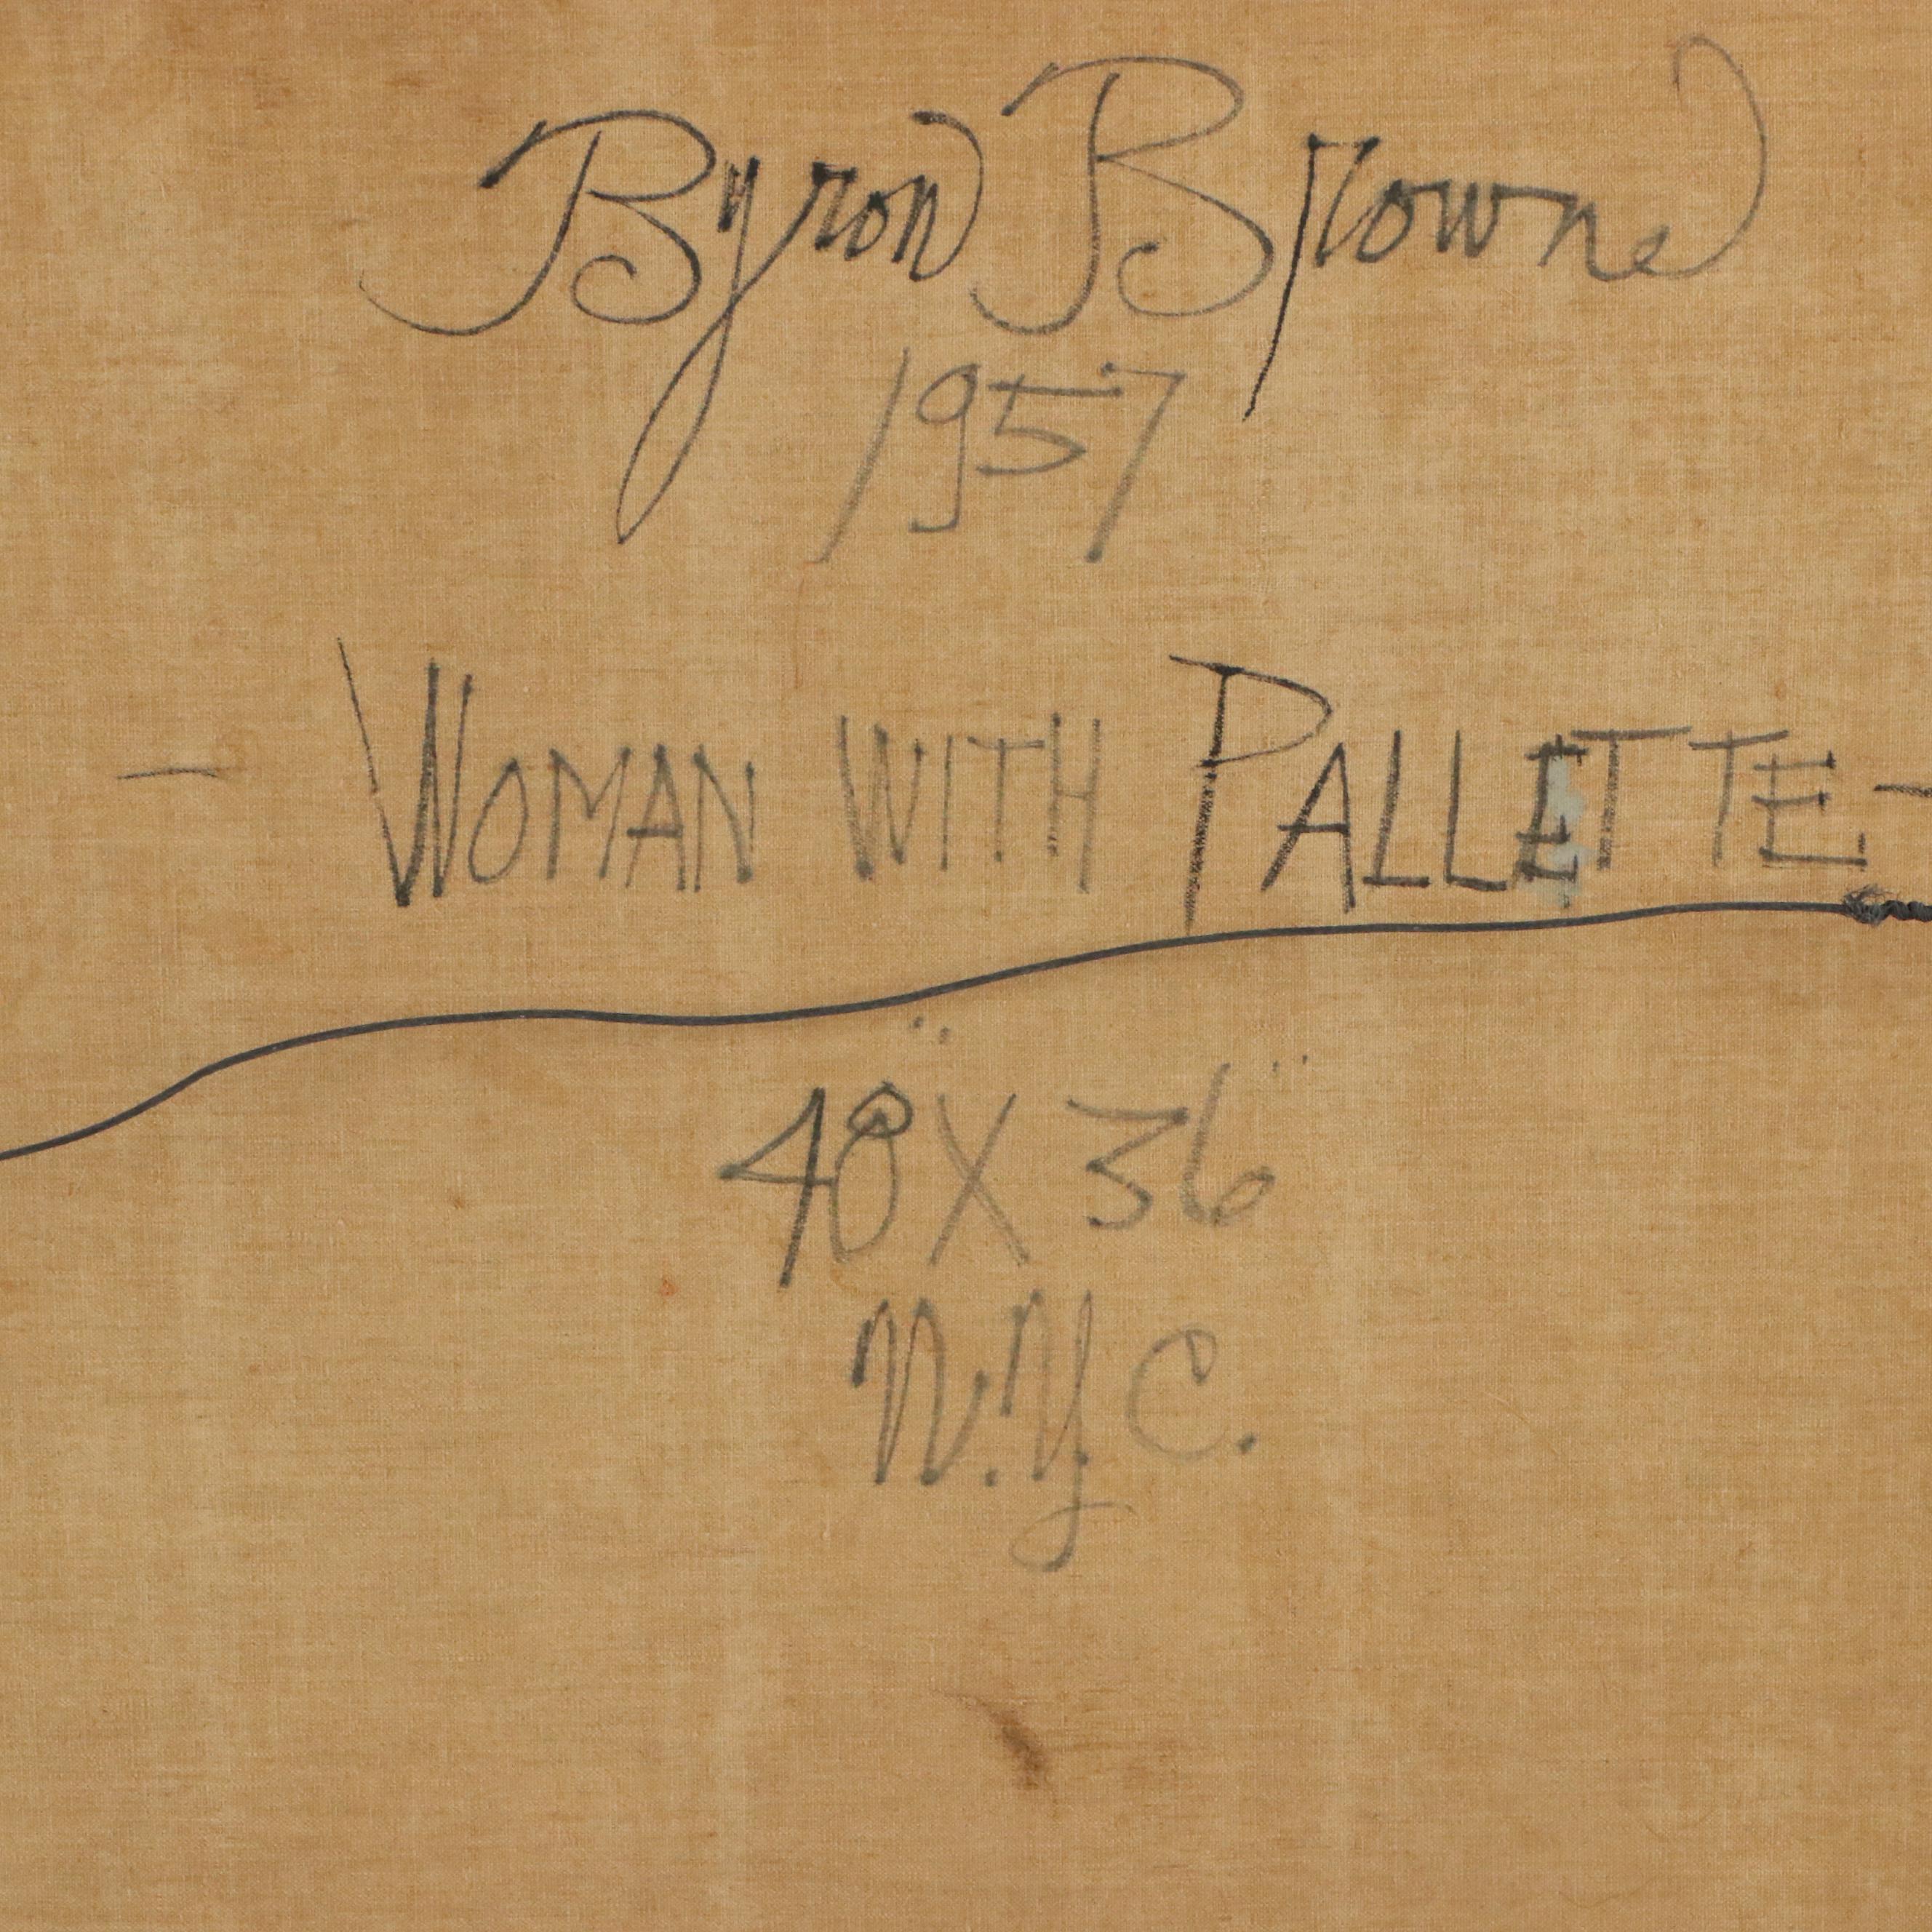 Byron Browne
1957
- WOMAN WITH PALLETTE -
48" X 36"
N.Y.C.